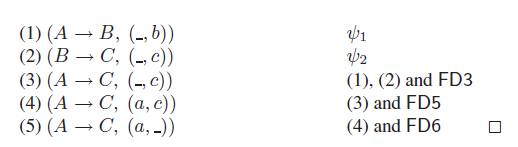 (1) (A → B, (_, b)) ψ1
(2) (B → C, (_, c)) ψ2
(3) (A → C, (_, c)) (1), (2) and FD3
(4) (A → C, (a, c)) (3) and FD5
(5) (A → C, (a, _)) (4) and FD6 □